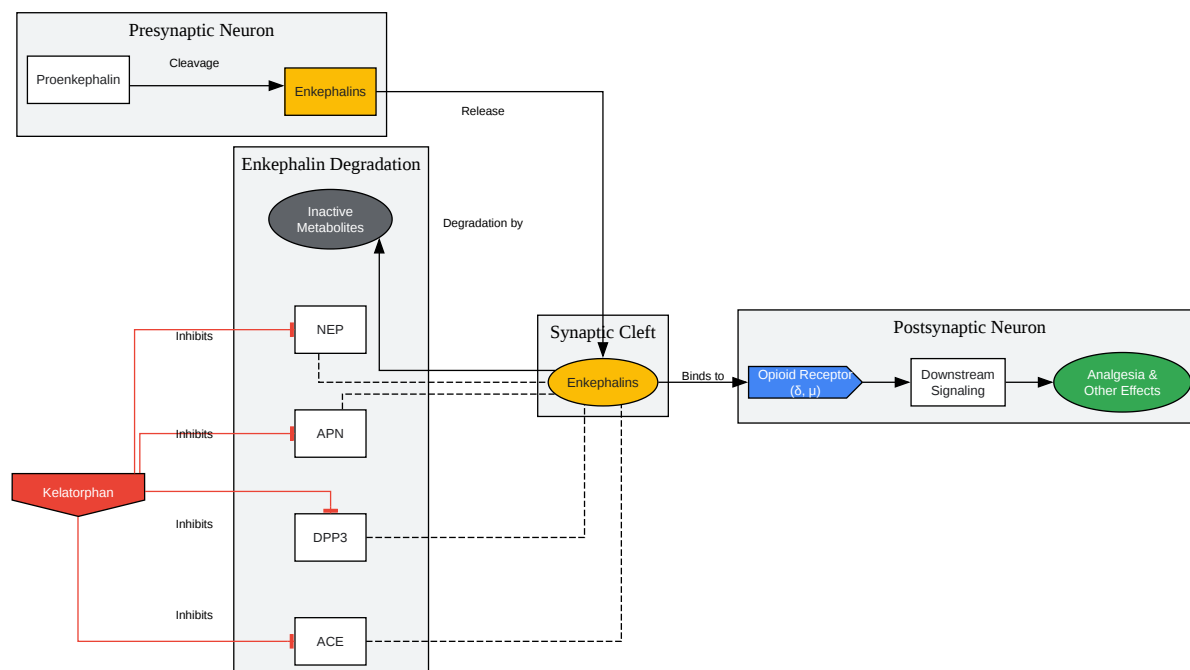 Presynaptic Neuron
Cleavage
Proenkephalin
Enkephalins
Release
Enkephalin Degradation
Inactive
Metabolites
Degradation by
NEP
Inhibits
APN
Inhibits
Kelatorphan
DPP3
Inhibits
ACE
Inhibits
Synaptic Cleft
Enkephalins
Binds to
Postsynaptic Neuron
Opioid Receptor
(δ, μ)
Downstream
Signaling
Analgesia &
Other Effects